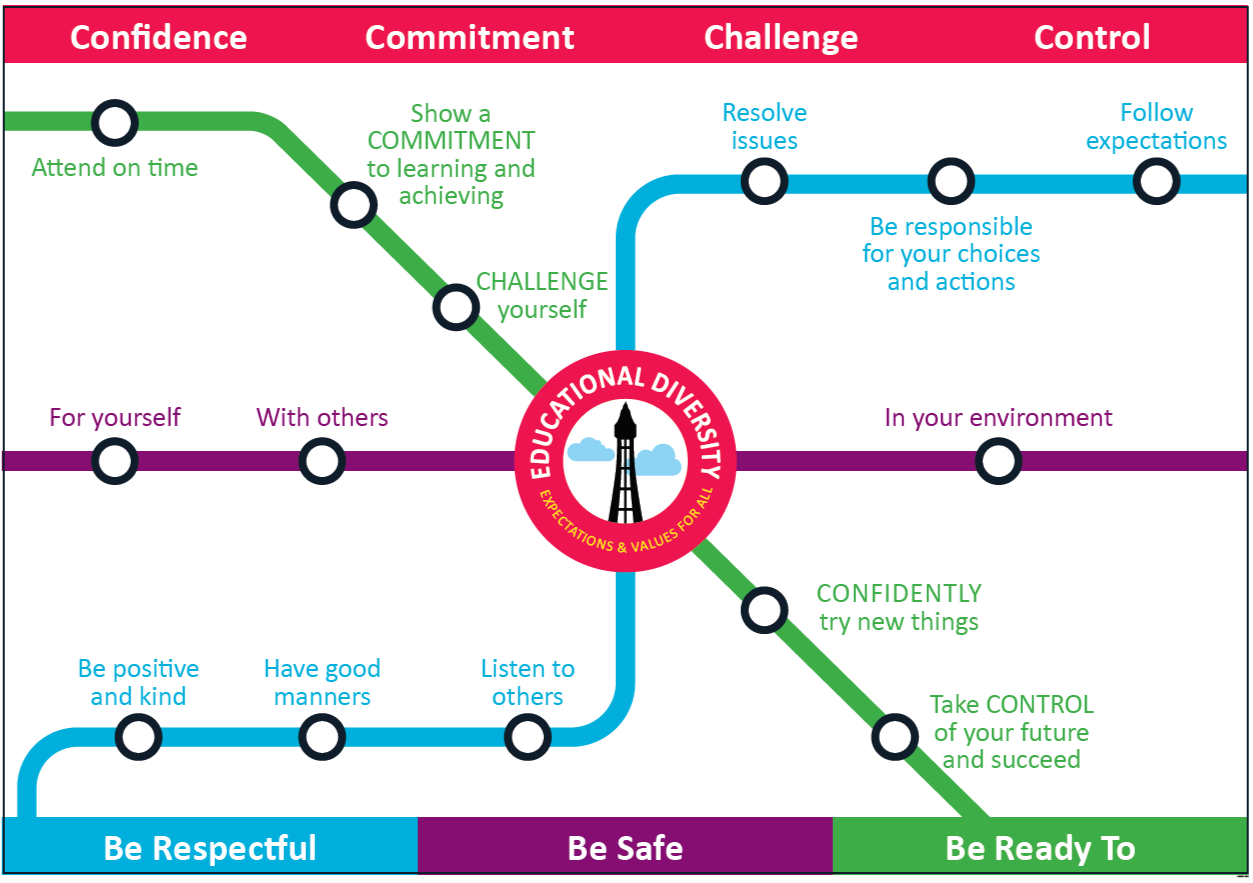 Confidence Commitment Challenge Control
Attend on time
Show a
COMMITMENT
to learning and
achieving
CHALLENGE
yourself
Resolve
issues
Be responsible
for your choices
and actions
Follow
expectations
For yourself
With others
EDUCATIONAL DIVERSITY
EXPECTATIONS & VALUES FOR ALL
In your environment
Be positive
and kind
Have good
manners
Listen to
others
CONFIDENTLY
try new things
Take CONTROL
of your future
and succeed
Be Respectful Be Safe Be Ready To